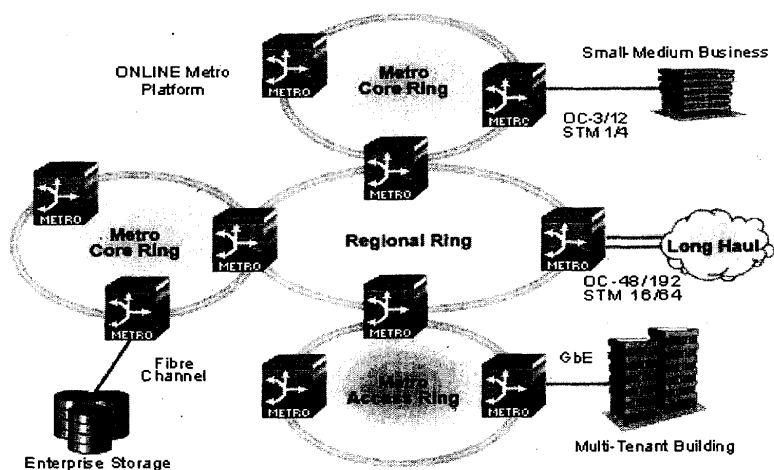 ONLINE Metro
Platform
METRO
Metro
Core Ring
METRO
Small-Medium Business
OC-3/12
STM 1/4
METRO
METRO
Metro
Core Ring
METRO
Regional Ring
METRO
Long Haul
OC-48/192
STM 16/64
METRO
METRO
Fibre
Channel
Enterprise Storage
METRO
Metro
Access Ring
METRO
GbE
Multi-Tenant Building